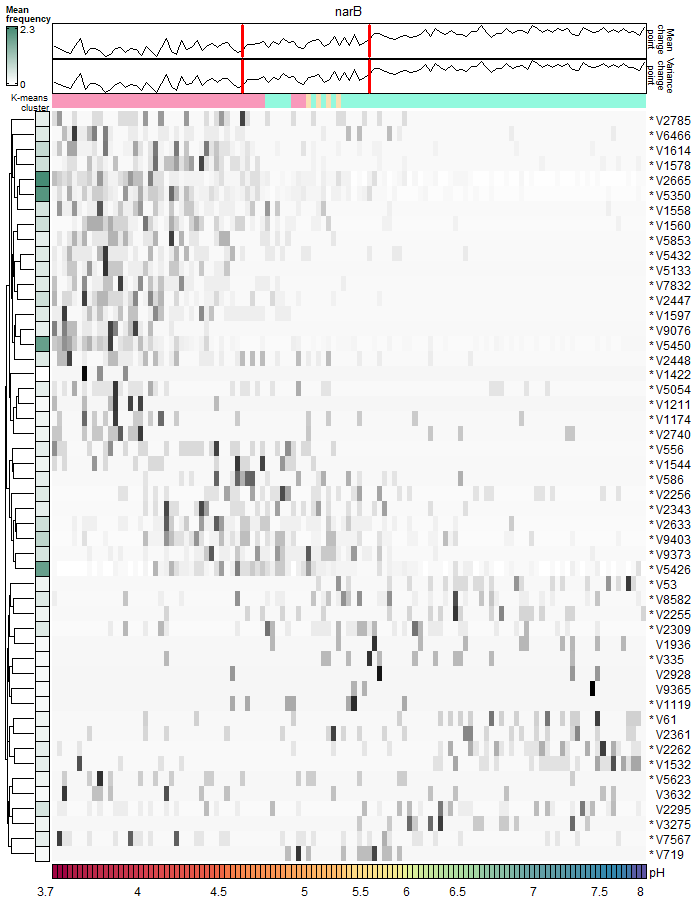 narB
Mean
frequency
2.3
0
Mean
change
point
Variance
change
point
K-means
cluster
* V2785
* V6466
* V1614
* V1578
* V2665
* V5350
* V1558
* V1560
* V5853
* V5432
* V5133
* V7832
* V2447
* V1597
* V9076
* V5450
* V2448
* V1422
* V5054
* V1211
* V1174
* V2740
* V556
* V1544
* V586
* V2256
* V2343
* V2633
* V9403
* V9373
* V5426
* V53
* V8582
* V2255
* V2309
V1936
* V335
V2928
V9365
* V1119
* V61
V2361
* V2262
* V1532
* V5623
V3632
V2295
* V3275
* V7567
* V719
pH
3.7 4 4.5 5 5.5 6 6.5 7 7.5 8